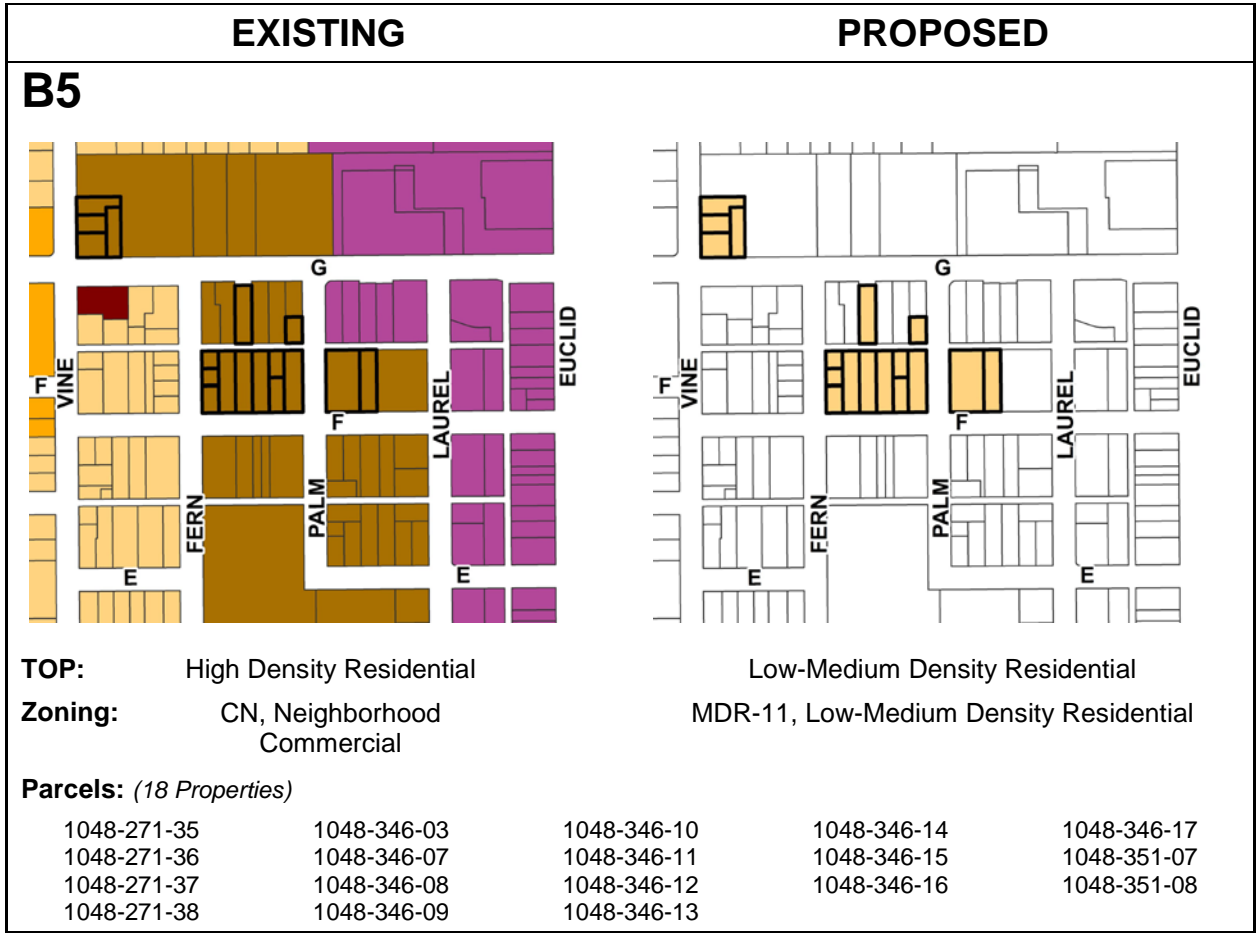 EXISTING
PROPOSED
B5
G
F
VINE
EUCLID
LAUREL
F
FERN
PALM
E
E
G
F
VINE
EUCLID
LAUREL
F
FERN
PALM
E
E
TOP: High Density Residential
Low-Medium Density Residential
Zoning: CN, Neighborhood
Commercial
MDR-11, Low-Medium Density Residential
Parcels: (18 Properties)
1048-271-35 1048-346-03 1048-346-10 1048-346-14 1048-346-17
1048-271-36 1048-346-07 1048-346-11 1048-346-15 1048-351-07
1048-271-37 1048-346-08 1048-346-12 1048-346-16 1048-351-08
1048-271-38 1048-346-09 1048-346-13